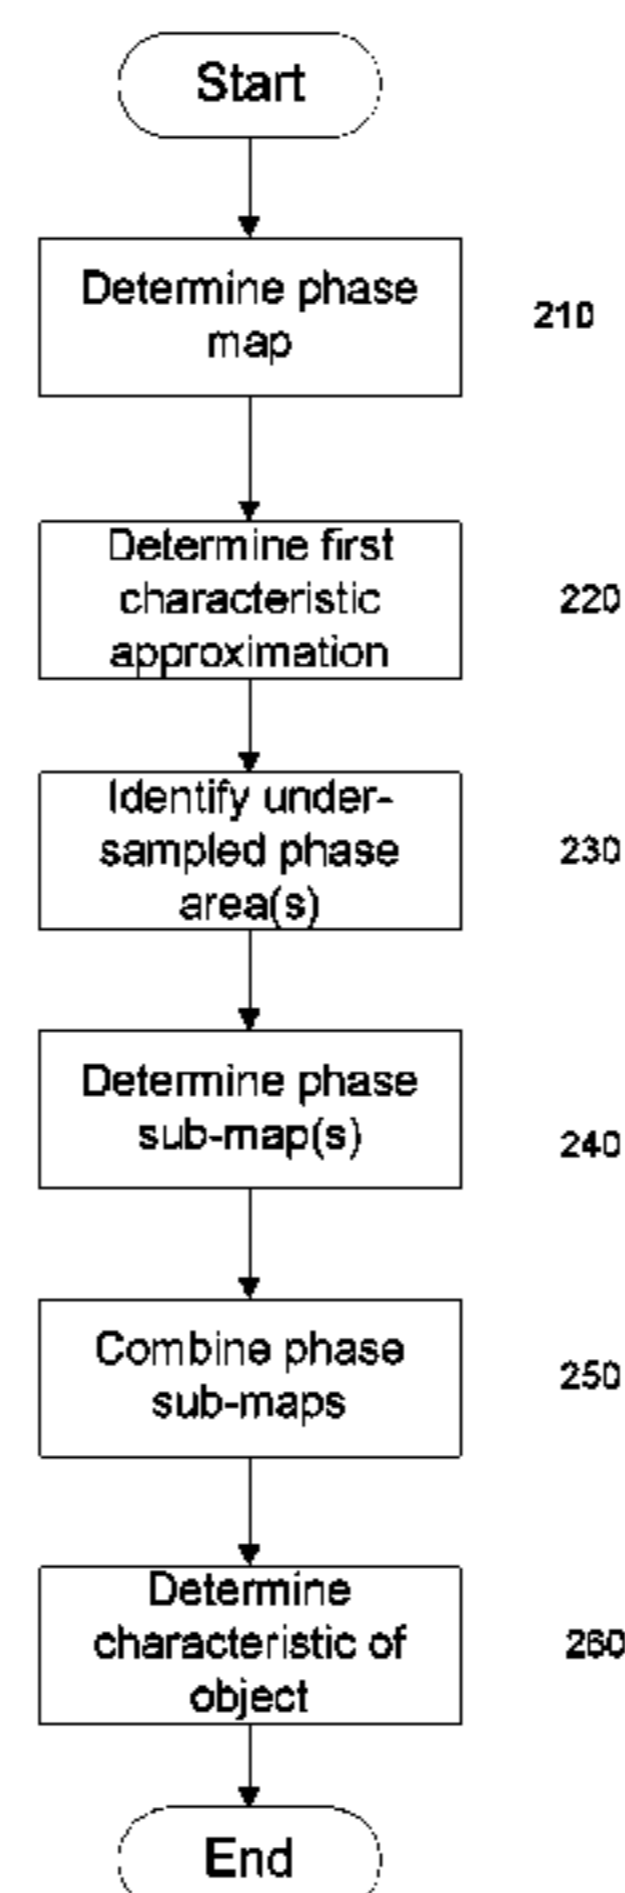 Start
Determine phase
map
210
Determine first
characteristic
approximation
220
Identify under-
sampled phase
area(s)
230
Determine phase
sub-map(s)
240
Combine phase
sub-maps
250
Determine
characteristic of
object
260
End